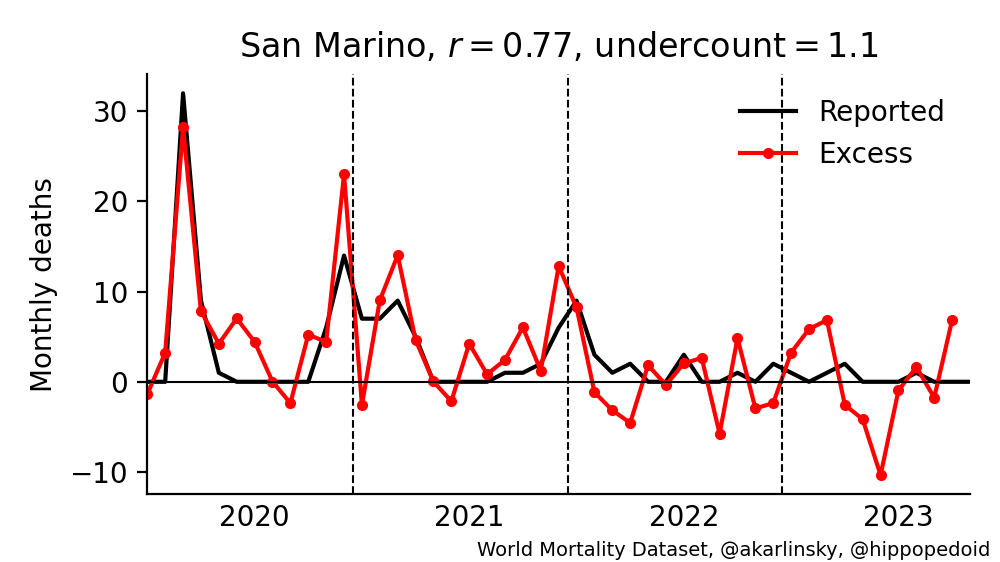 San Marino, r = 0.77, undercount = 1.1
Reported
Excess
Monthly deaths
30
20
10
0
−10
2020 2021 2022 2023
World Mortality Dataset, @akarlinsky, @hippopedoid